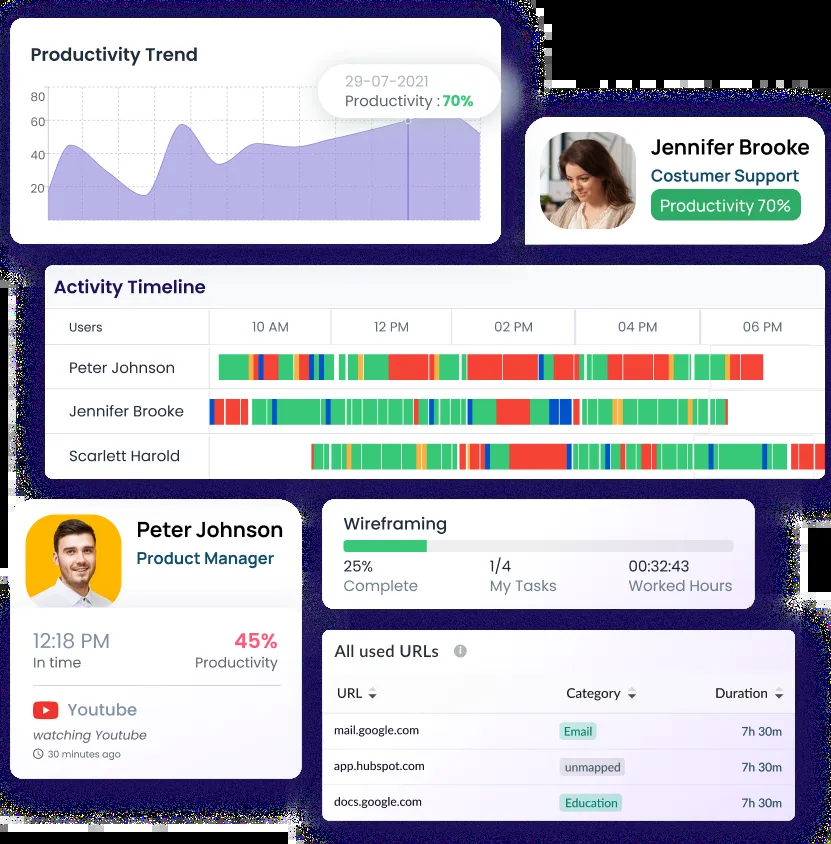 Productivity Trend
29-07-2021
Productivity : 70%
80
60
40
20
Jennifer Brooke
Costumer Support
Productivity 70%
Activity Timeline
Users 10 AM 12 PM 02 PM 04 PM 06 PM
Peter Johnson
Jennifer Brooke
Scarlett Harold
Peter Johnson
Product Manager
12:18 PM 45%
In time Productivity
Youtube
watching Youtube
30 minutes ago
Wireframing
25% 1/4 00:32:43
Complete My Tasks Worked Hours
All used URLs i
URL Category Duration
mail.google.com Email 7h 30m
app.hubspot.com unmapped 7h 30m
docs.google.com Education 7h 30m